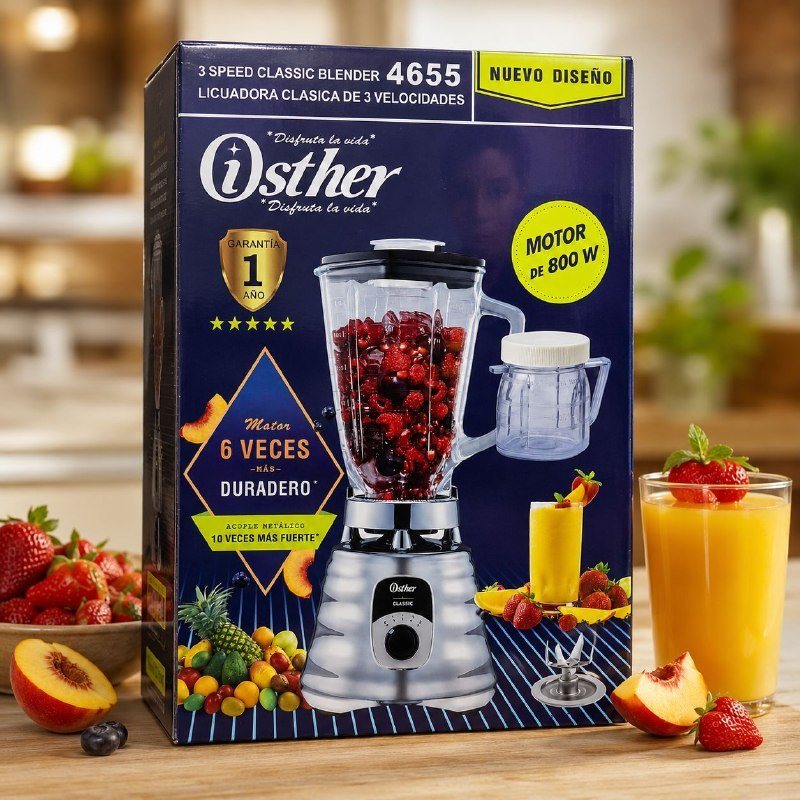 3 SPEED CLASSIC BLENDER 4655
LICUADORA CLASICA DE 3 VELOCIDADES
NUEVO DISEÑO
"Disfruta la vida"
Osther
"Disfruta la vida"
GARANTÍA
1
AÑO
MOTOR
DE 800 W
Motor
6 VECES
-MÁS-
DURADERO*
ACOPLE METÁLICO
10 VECES MÁS FUERTE*
Osther
CLASSIC